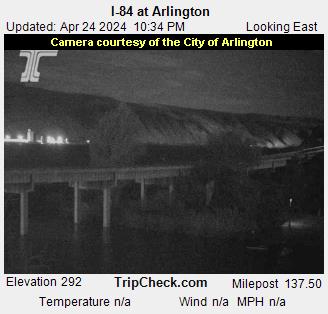 I-84 at Arlington
Updated: Apr 24 2024 10:34 PM Looking East
Camera courtesy of the City of Arlington
Elevation 292 TripCheck.com Milepost 137.50
Temperature n/a Wind n/a MPH n/a